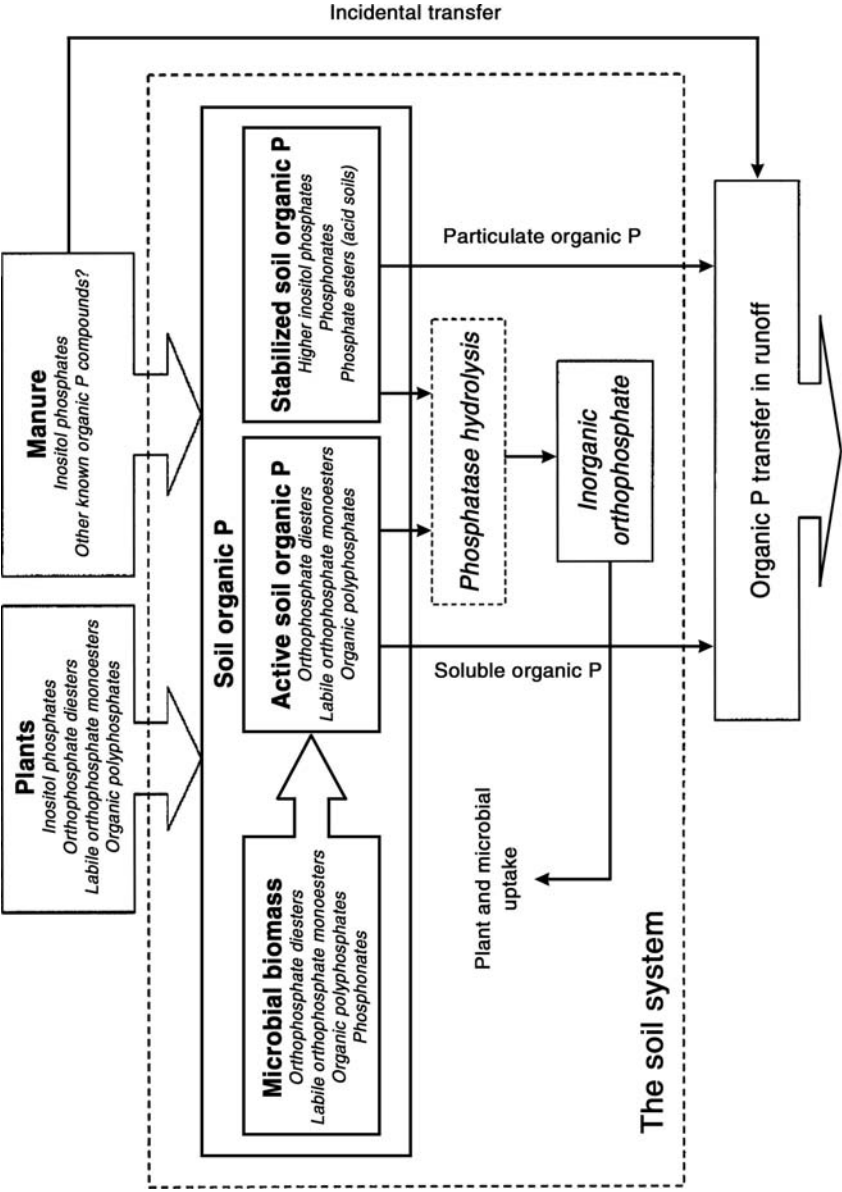 Incidental transfer
Plants
Inositol phosphates
Orthophosphate diesters
Labile orthophosphate monoesters
Organic polyphosphates
Manure
Inositol phosphates
Other known organic P compounds?
Soil organic P
Microbial biomass
Orthophosphate diesters
Labile orthophosphate monoesters
Organic polyphosphates
Phosphonates
Active soil organic P
Orthophosphate diesters
Labile orthophosphate monoesters
Organic polyphosphates
Stabilized soil organic P
Higher inositol phosphates
Phosphonates
Phosphate esters (acid soils)
Phosphatase hydrolysis
Particulate organic P
Inorganic
orthophosphate
Soluble organic P
Plant and microbial
uptake
The soil system
Organic P transfer in runoff